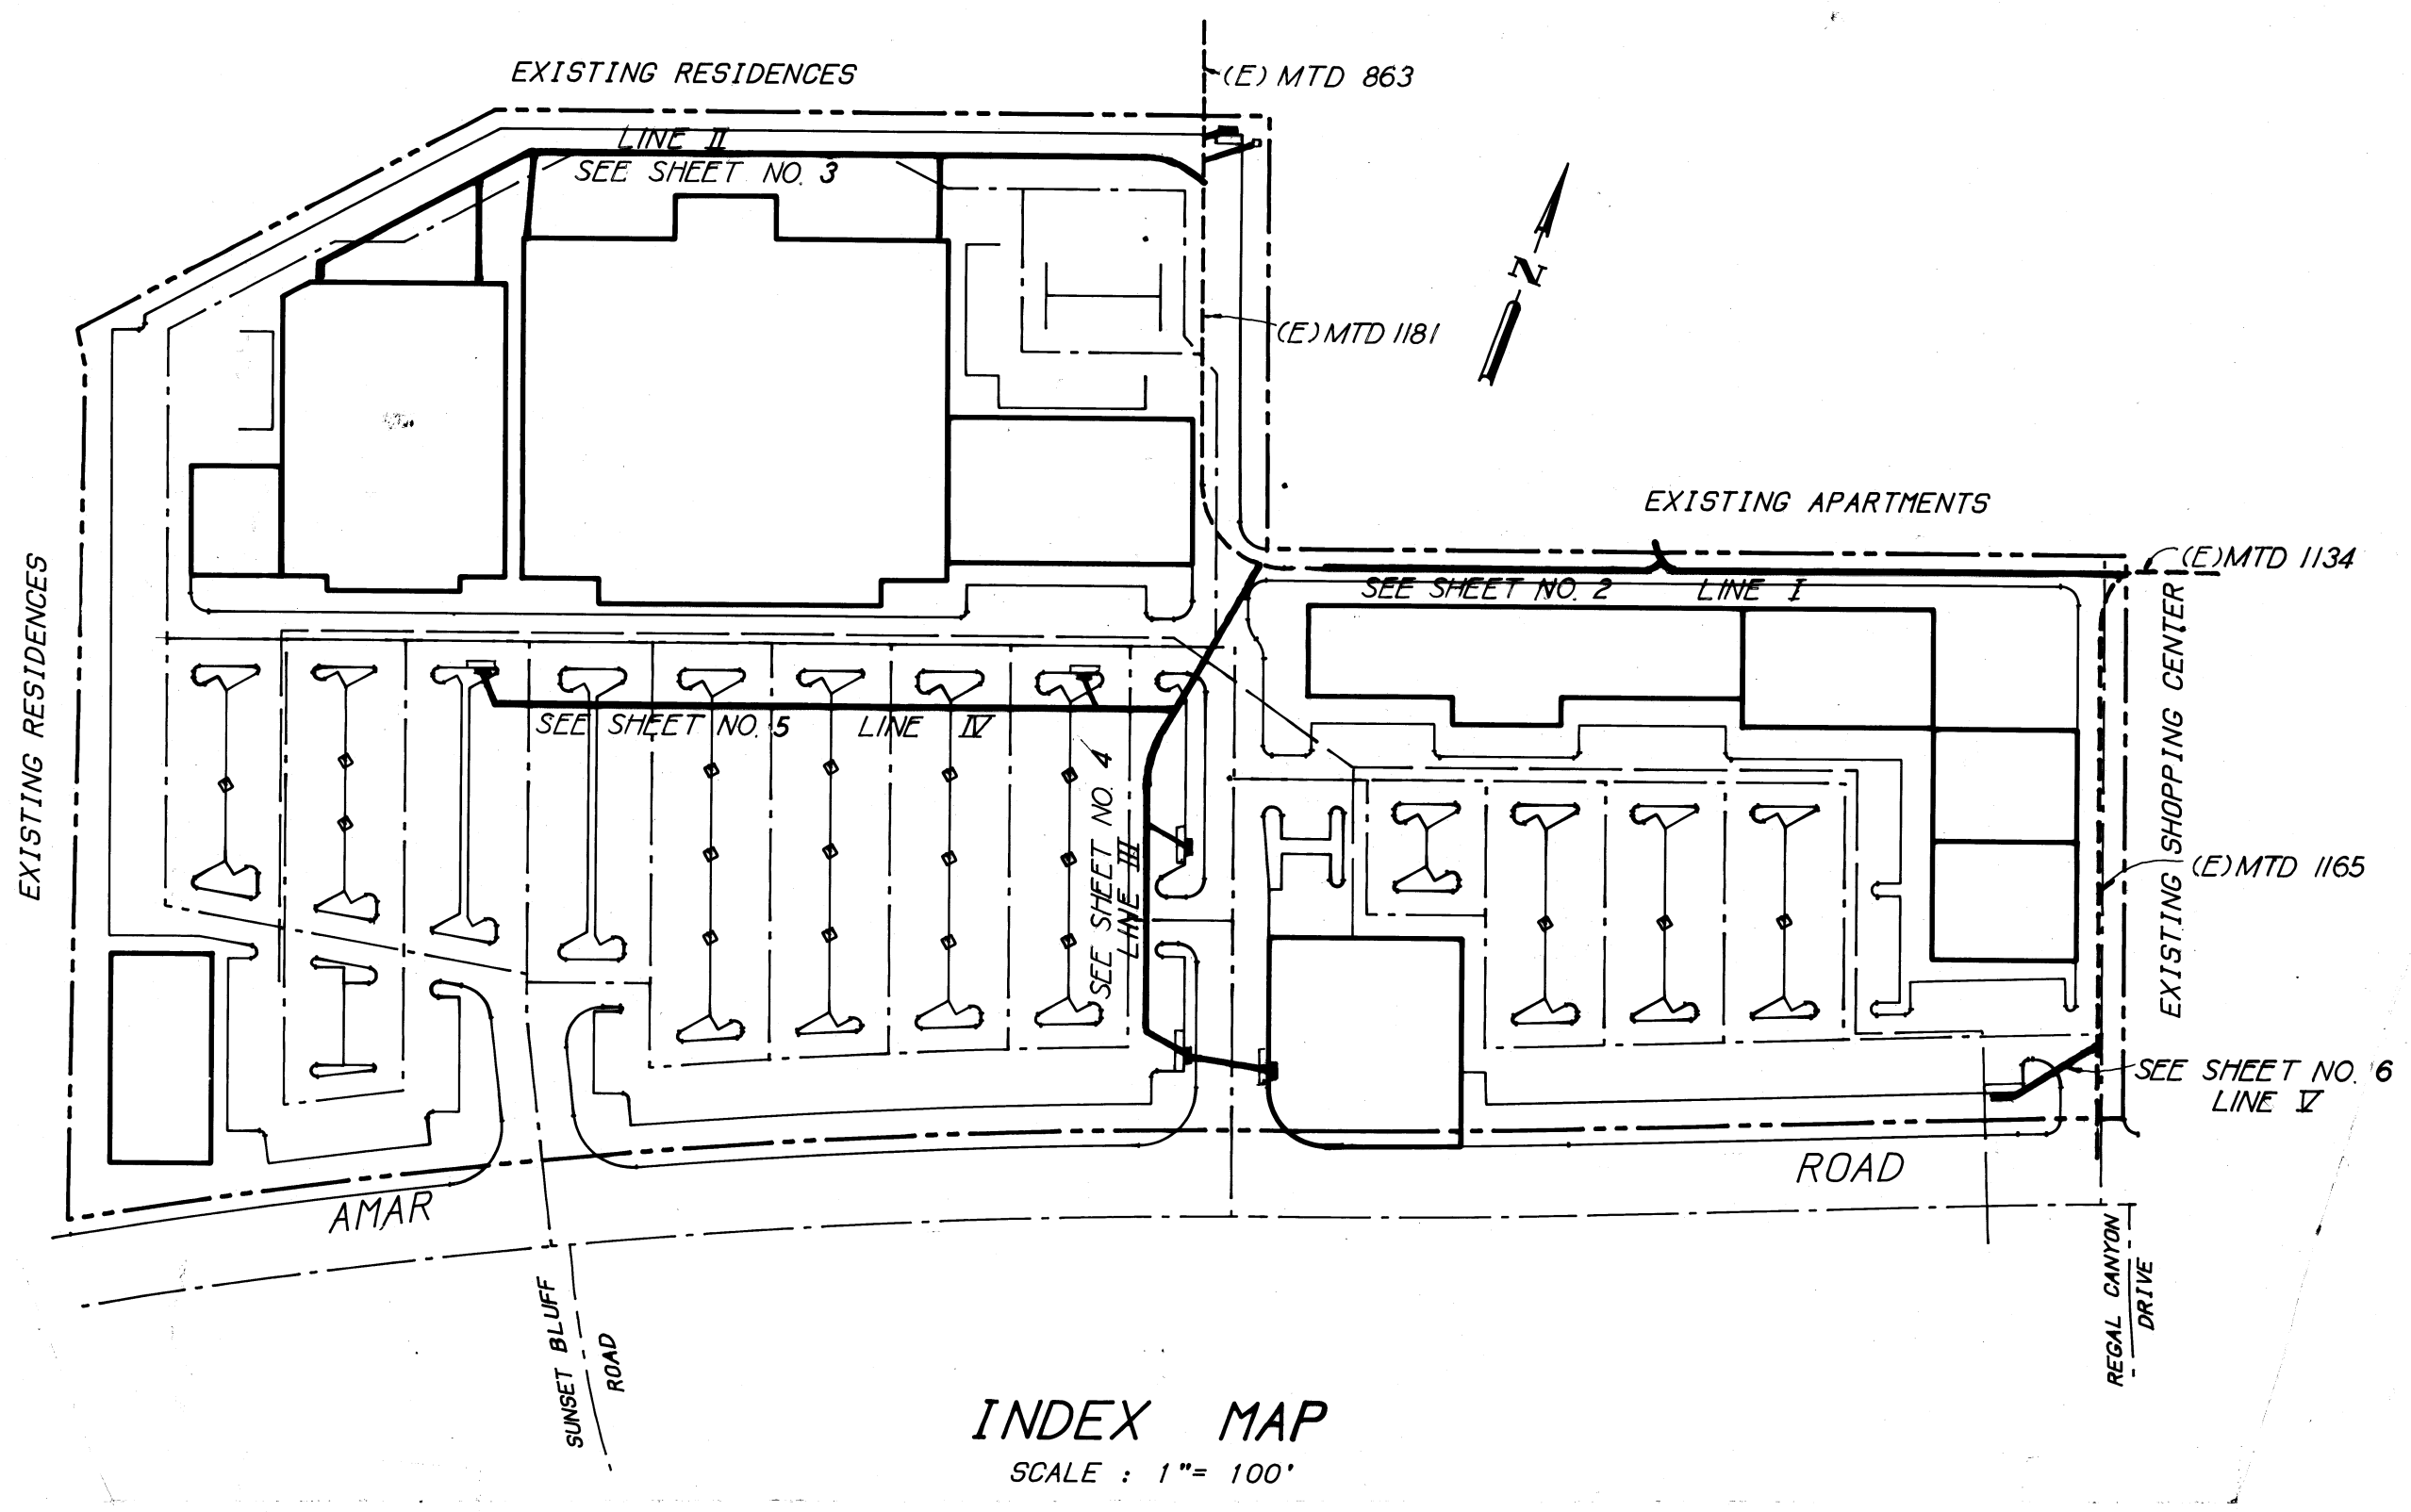 EXISTING RESIDENCES
(E) MTD 863
LINE II
SEE SHEET NO. 3
N
(E) MTD 1181
EXISTING APARTMENTS
(E) MTD 1134
SEE SHEET NO. 2 LINE I
EXISTING RESIDENCES
SEE SHEET NO. 5 LINE IV
SEE SHEET NO. 4
LINE III
EXISTING SHOPPING CENTER
(E) MTD 1165
SEE SHEET NO. 6
LINE V
AMAR ROAD
SUNSET BLUFF
ROAD
REGAL CANYON
DRIVE
INDEX MAP
SCALE : 1"= 100'